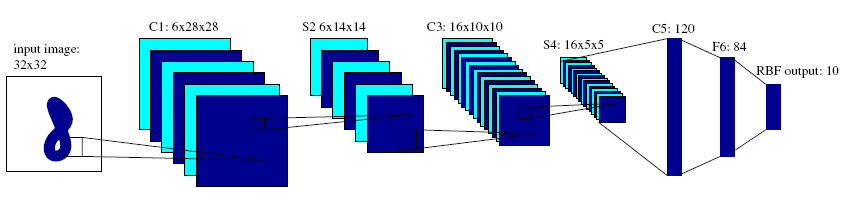 input image:
32x32
C1: 6x28x28
S2 6x14x14
C3: 16x10x10
S4: 16x5x5
C5: 120
F6: 84
RBF output: 10